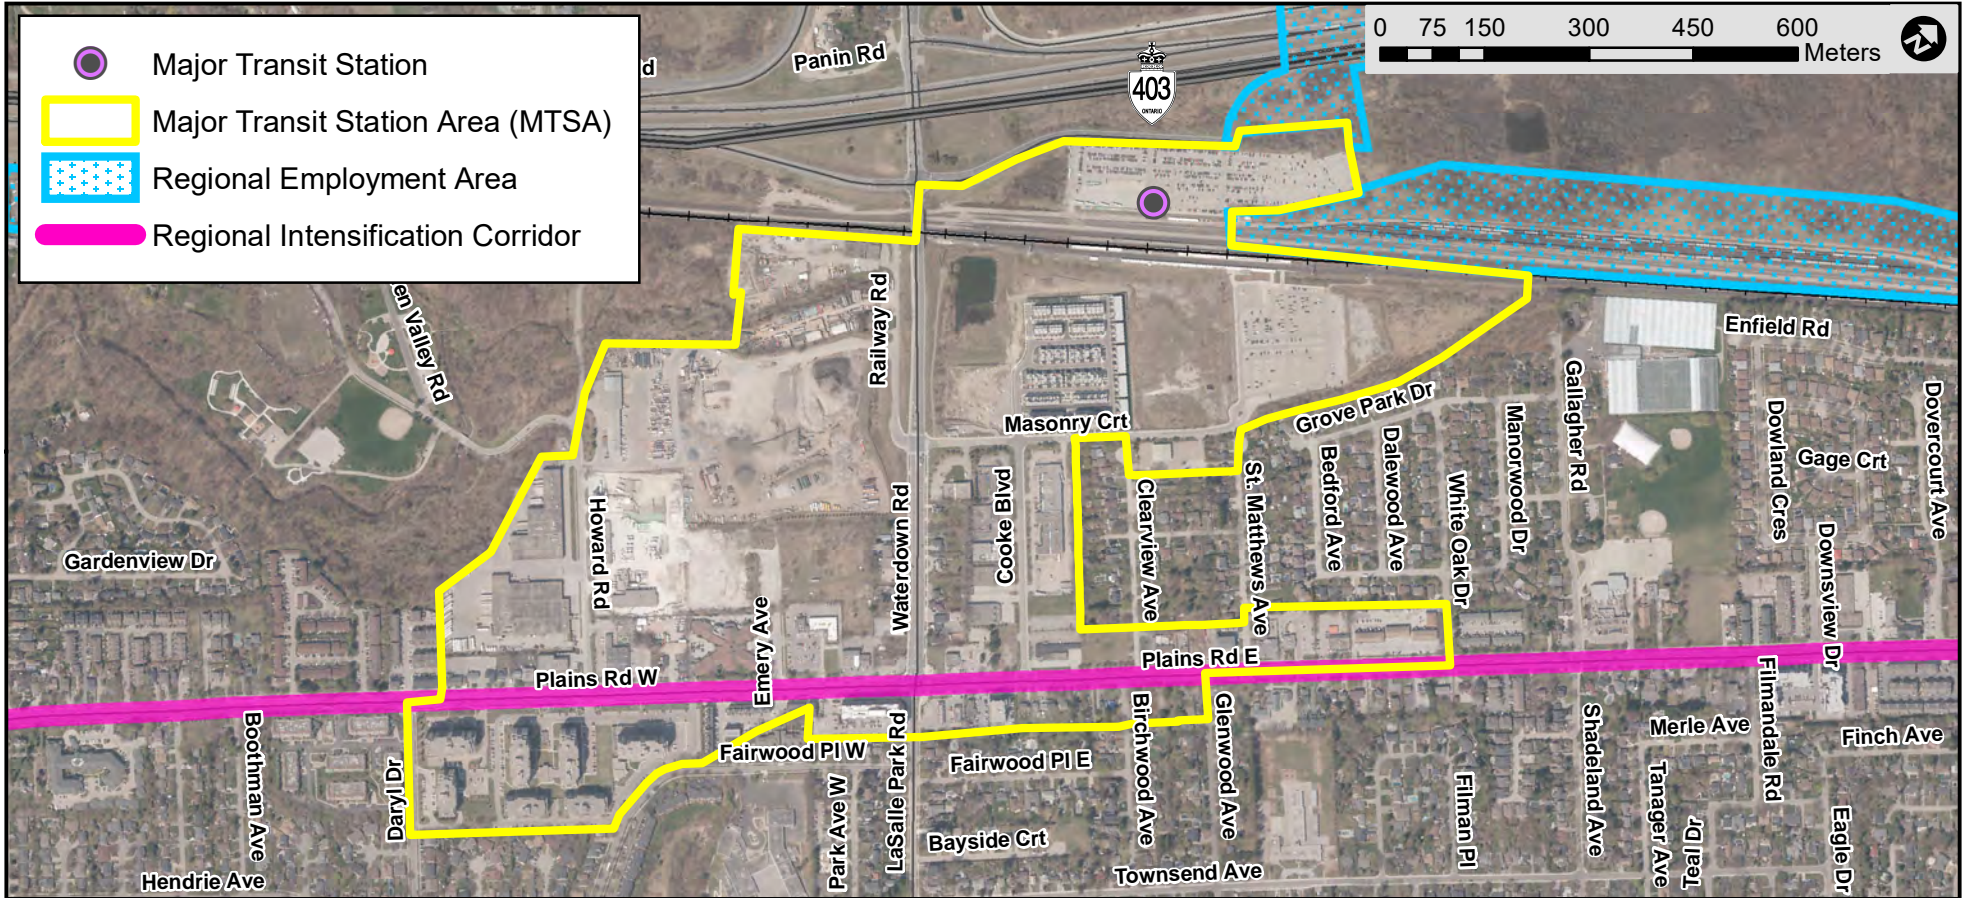 Major Transit Station
Major Transit Station Area (MTSA)
Regional Employment Area
Regional Intensification Corridor
0 75 150 300 450 600
Meters
N
d
Panin Rd
403
ONTARIO
en Valley Rd
Railway Rd
Enfield Rd
Masonry Crt
Grove Park Dr
Gallagher Rd
Manorwood Dr
Dalewood Ave
Bedford Ave
White Oak Dr
Dowland Cres
Gage Crt
Dovercourt Ave
Gardenview Dr
Howard Rd
Waterdown Rd
Cooke Blvd
Clearview Ave
St. Matthews Ave
Downsview Dr
Emery Ave
Plains Rd W
Plains Rd E
Boothman Ave
Daryl Dr
Fairwood Pl W
Fairwood Pl E
LaSalle Park Rd
Park Ave W
Birchwood Ave
Glenwood Ave
Bayside Crt
Townsend Ave
Filman Pl
Shadeland Ave
Merle Ave
Tanager Ave
Teal Dr
Filmandale Rd
Finch Ave
Eagle Dr
Hendrie Ave